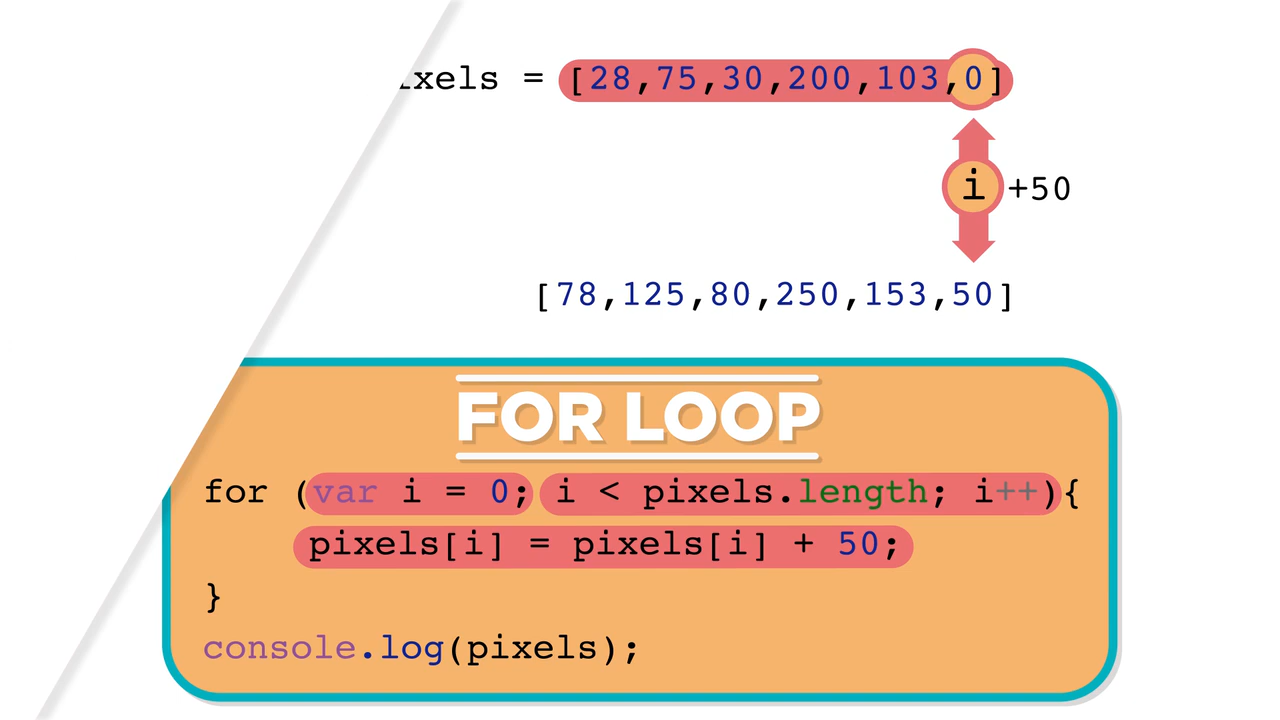 ixels = [28,75,30,200,103,0]
i +50
[78,125,80,250,153,50]
FOR LOOP
for (var i = 0; i < pixels.length; i++){
pixels[i] = pixels[i] + 50;
}
console.log(pixels);